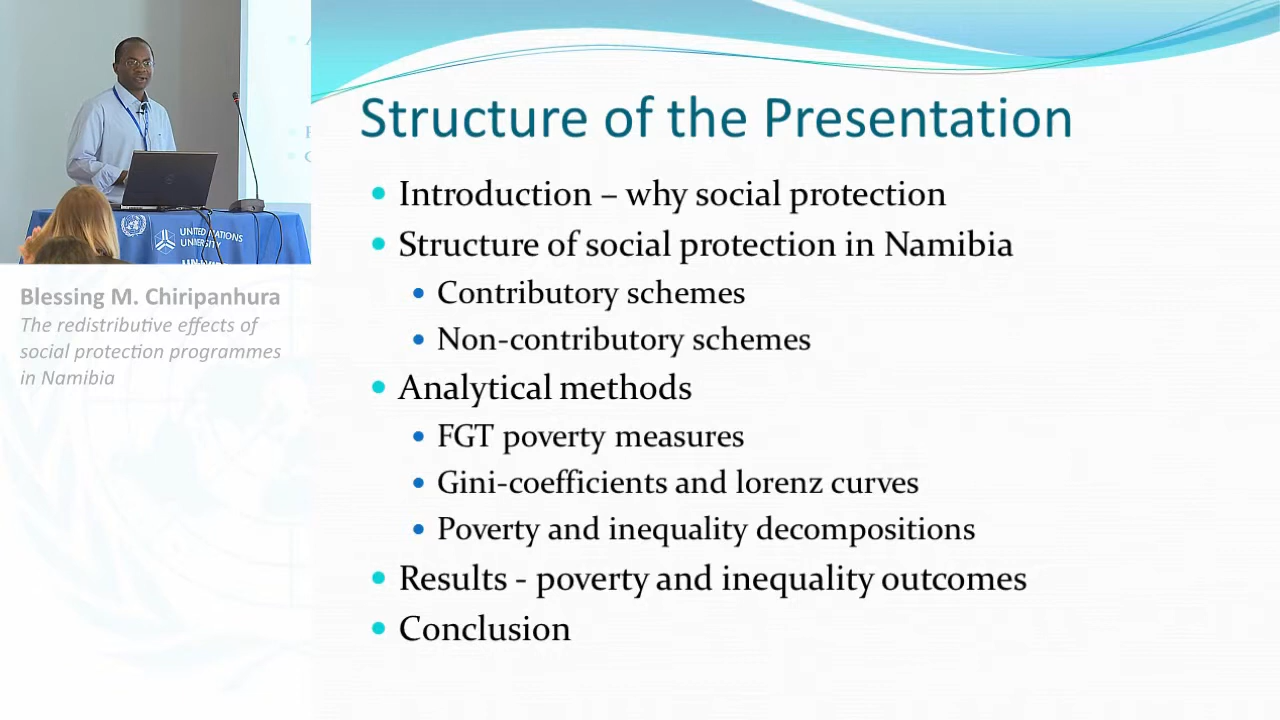 Structure of the Presentation
Introduction – why social protection
Structure of social protection in Namibia
Contributory schemes
Non-contributory schemes
Analytical methods
FGT poverty measures
Gini-coefficients and lorenz curves
Poverty and inequality decompositions
Results - poverty and inequality outcomes
Conclusion
UNITED NATIONS
UNIVERSITY
Blessing M. Chiripanhura
The redistributive effects of
social protection programmes
in Namibia